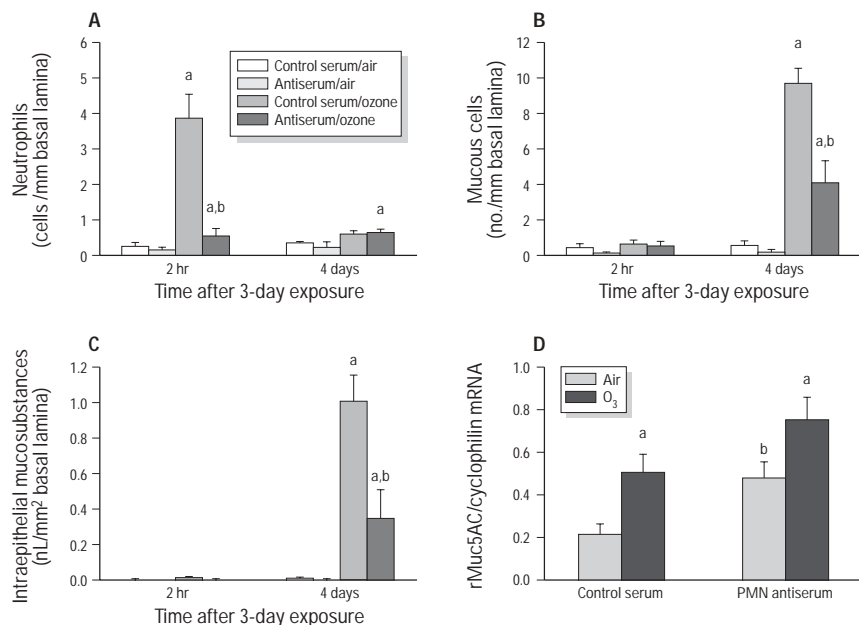 A
Neutrophils
(cells /mm basal lamina)
6
5
4
3
2
1
0
a
a,b
a
Control serum/air
Antiserum/air
Control serum/ozone
Antiserum/ozone
2 hr
4 days
Time after 3-day exposure
B
Mucous cells
(no./mm basal lamina)
12
10
8
6
4
2
0
a
a,b
2 hr
4 days
Time after 3-day exposure
C
Intraepithelial mucosubstances
(nL/mm² basal lamina)
1.2
1.0
0.8
0.6
0.4
0.2
0.0
a
a,b
2 hr
4 days
Time after 3-day exposure
D
rMuc5AC/cyclophilin mRNA
1.0
0.8
0.6
0.4
0.2
0.0
Air
O₃
a
b
a
Control serum
PMN antiserum